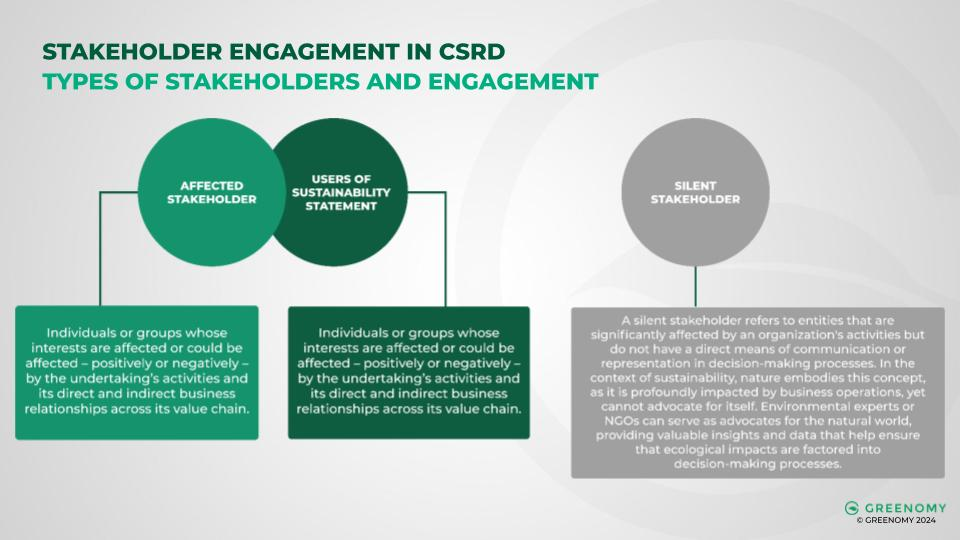 STAKEHOLDER ENGAGEMENT IN CSRD
TYPES OF STAKEHOLDERS AND ENGAGEMENT
AFFECTED
STAKEHOLDER
USERS OF
SUSTAINABILITY
STATEMENT
SILENT
STAKEHOLDER
Individuals or groups whose
interests are affected or could be
affected – positively or negatively –
by the undertaking's activities and
its direct and indirect business
relationships across its value chain.
Individuals or groups whose
interests are affected or could be
affected – positively or negatively –
by the undertaking's activities and
its direct and indirect business
relationships across its value chain.
A silent stakeholder refers to entities that are
significantly affected by an organization's activities but
do not have a direct means of communication or
representation in decision-making processes. In the
context of sustainability, nature embodies this concept,
as it is profoundly impacted by business operations, yet
cannot advocate for itself. Environmental experts or
NGOs can serve as advocates for the natural world,
providing valuable insights and data that help ensure
that ecological impacts are factored into
decision-making processes.
GREENOMY
© GREENOMY 2024